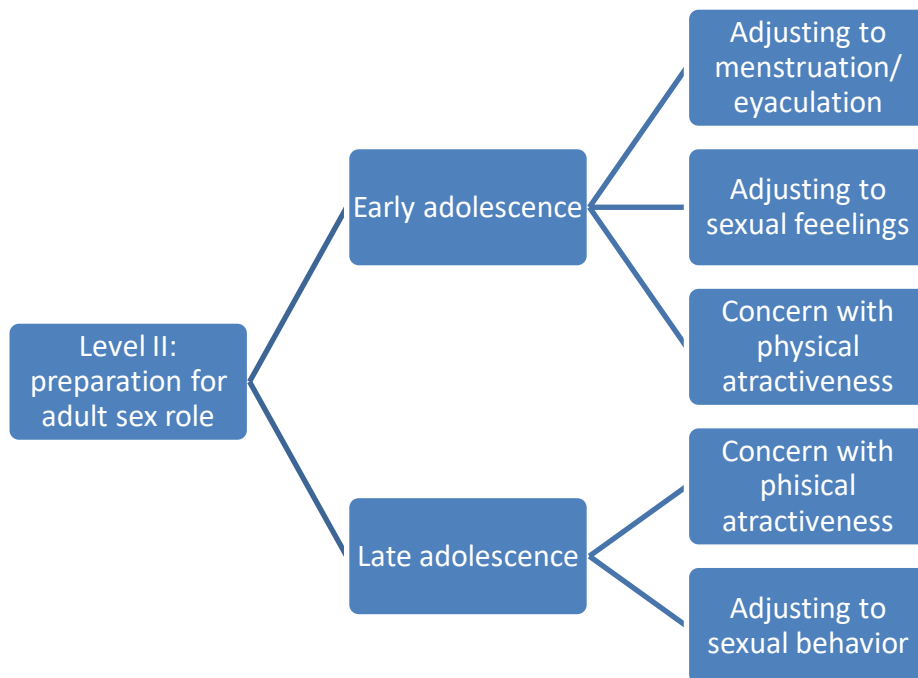 Level II:
preparation for
adult sex role
Early adolescence
Adjusting to
menstruation/
eyaculation
Adjusting to
sexual feeelings
Concern with
physical
atractiveness
Late adolescence
Concern with
phisical
atractiveness
Adjusting to
sexual behavior